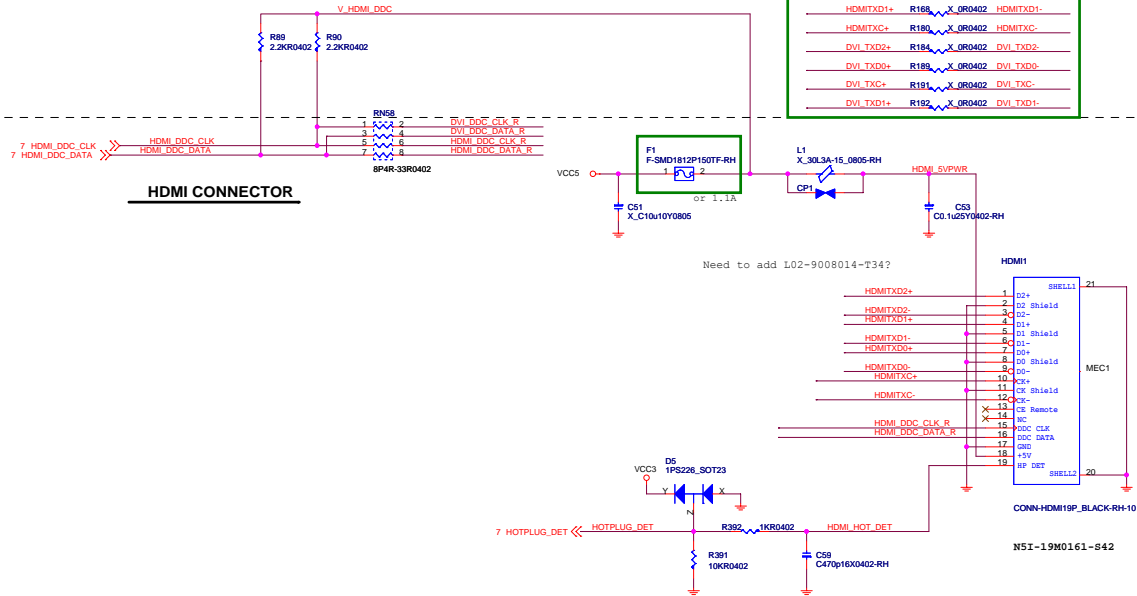 V_HDMI_DDC
R89
2.2KR0402
R90
2.2KR0402
HDMITXD1+ R168 X_0R0402 HDMITXD1-
HDMITXC+ R180 X_0R0402 HDMITXC-
DVI_TXD2+ R184 X_0R0402 DVI_TXD2-
DVI_TXD0+ R189 X_0R0402 DVI_TXD0-
DVI_TXC+ R191 X_0R0402 DVI_TXC-
DVI_TXD1+ R192 X_0R0402 DVI_TXD1-
RN58
1 2 DVI_DDC_CLK_R
3 4 DVI_DDC_DATA_R
7 HDMI_DDC_CLK HDMI_DDC_CLK 5 6 HDMI_DDC_CLK_R
7 HDMI_DDC_DATA HDMI_DDC_DATA 7 8 HDMI_DDC_DATA_R
8P4R-33R0402
HDMI CONNECTOR
F1
F-SMD1812P150TF-RH
VCC5 1 2
or 1.1A
L1
X_30L3A-15_0805-RH
CP1
HDMI_5VPWR
C51
X_C10u10Y0805
C53
C0.1u25Y0402-RH
Need to add L02-9008014-T34?
HDMI1
SHELL1 21
HDMITXD2+ 1 D2+
2 D2 Shield
HDMITXD2- 3 D2-
HDMITXD1+ 4 D1+
5 D1 Shield
HDMITXD1- 6 D1-
HDMITXD0+ 7 D0+
8 D0 Shield
HDMITXD0- 9 D0-
MEC1
HDMITXC+ 10 CK+
11 CK Shield
HDMITXC- 12 CK-
13 CE Remote
14 NC
HDMI_DDC_CLK_R 15 DDC CLK
HDMI_DDC_DATA_R 16 DDC DATA
17 GND
18 +5V
19 HP DET
SHELL2 20
CONN-HDMI19P_BLACK-RH-10
N5I-19M0161-S42
D5
1PS226_SOT23
VCC3
Y X
Z
7 HOTPLUG_DET HOTPLUG_DET R392 1KR0402 HDMI_HOT_DET
R391
10KR0402
C59
C470p16X0402-RH